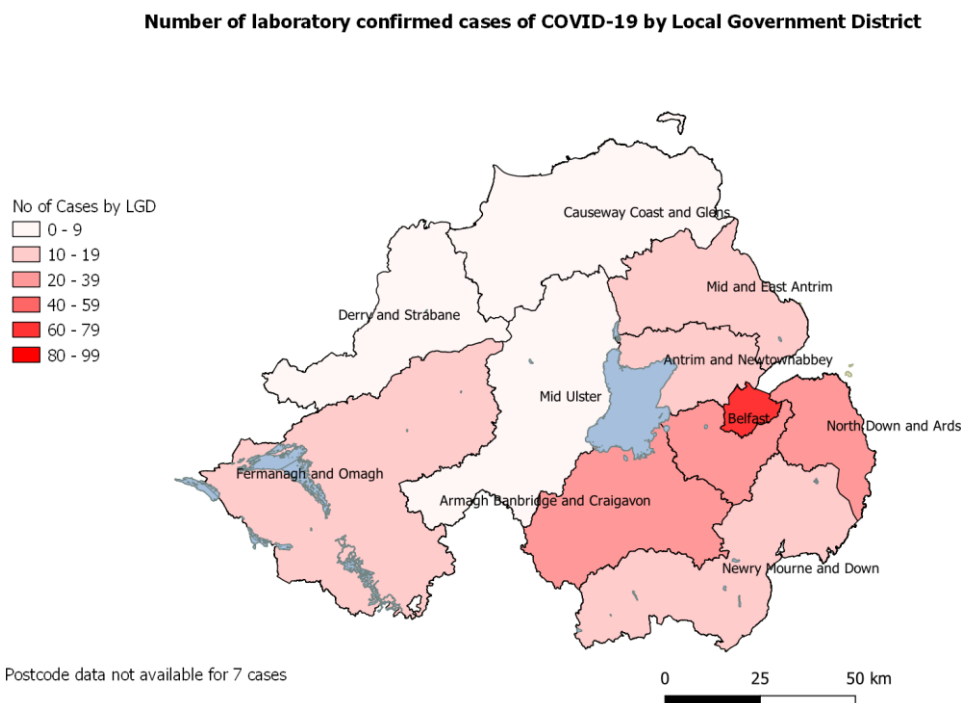 Number of laboratory confirmed cases of COVID-19 by Local Government District
No of Cases by LGD
0 - 9
10 - 19
20 - 39
40 - 59
60 - 79
80 - 99
Causeway Coast and Glens
Mid and East Antrim
Derry and Strábane
Antrim and Newtownabbey
Mid Ulster
Belfast
North Down and Ards
Fermanagh and Omagh
Armagh Banbridge and Craigavon
Newry Mourne and Down
Postcode data not available for 7 cases
0 25 50 km